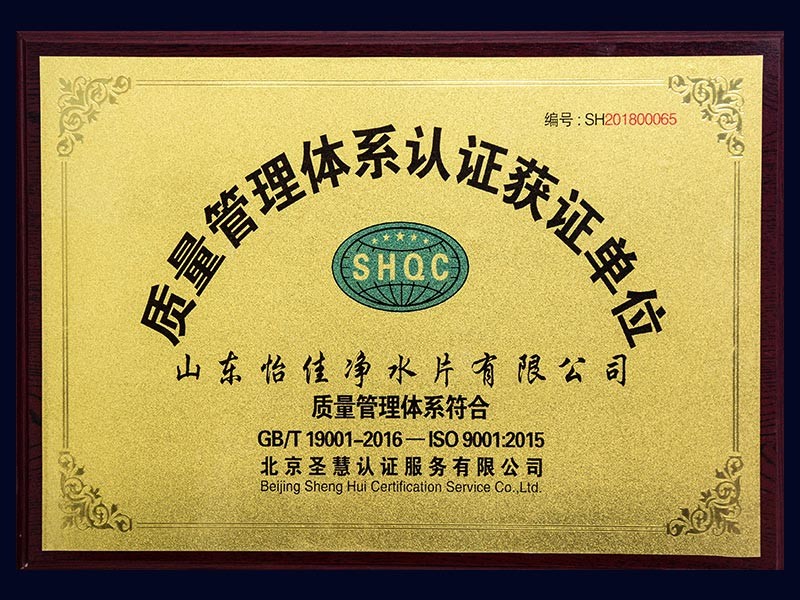 编号：SH201800065
质量管理体系认证获证单位
SHQC
山东怡佳净水片有限公司
质量管理体系符合
GB/T 19001-2016—ISO 9001:2015
北京圣慧认证服务有限公司
Beijing Sheng Hui Certification Service Co.,Ltd.